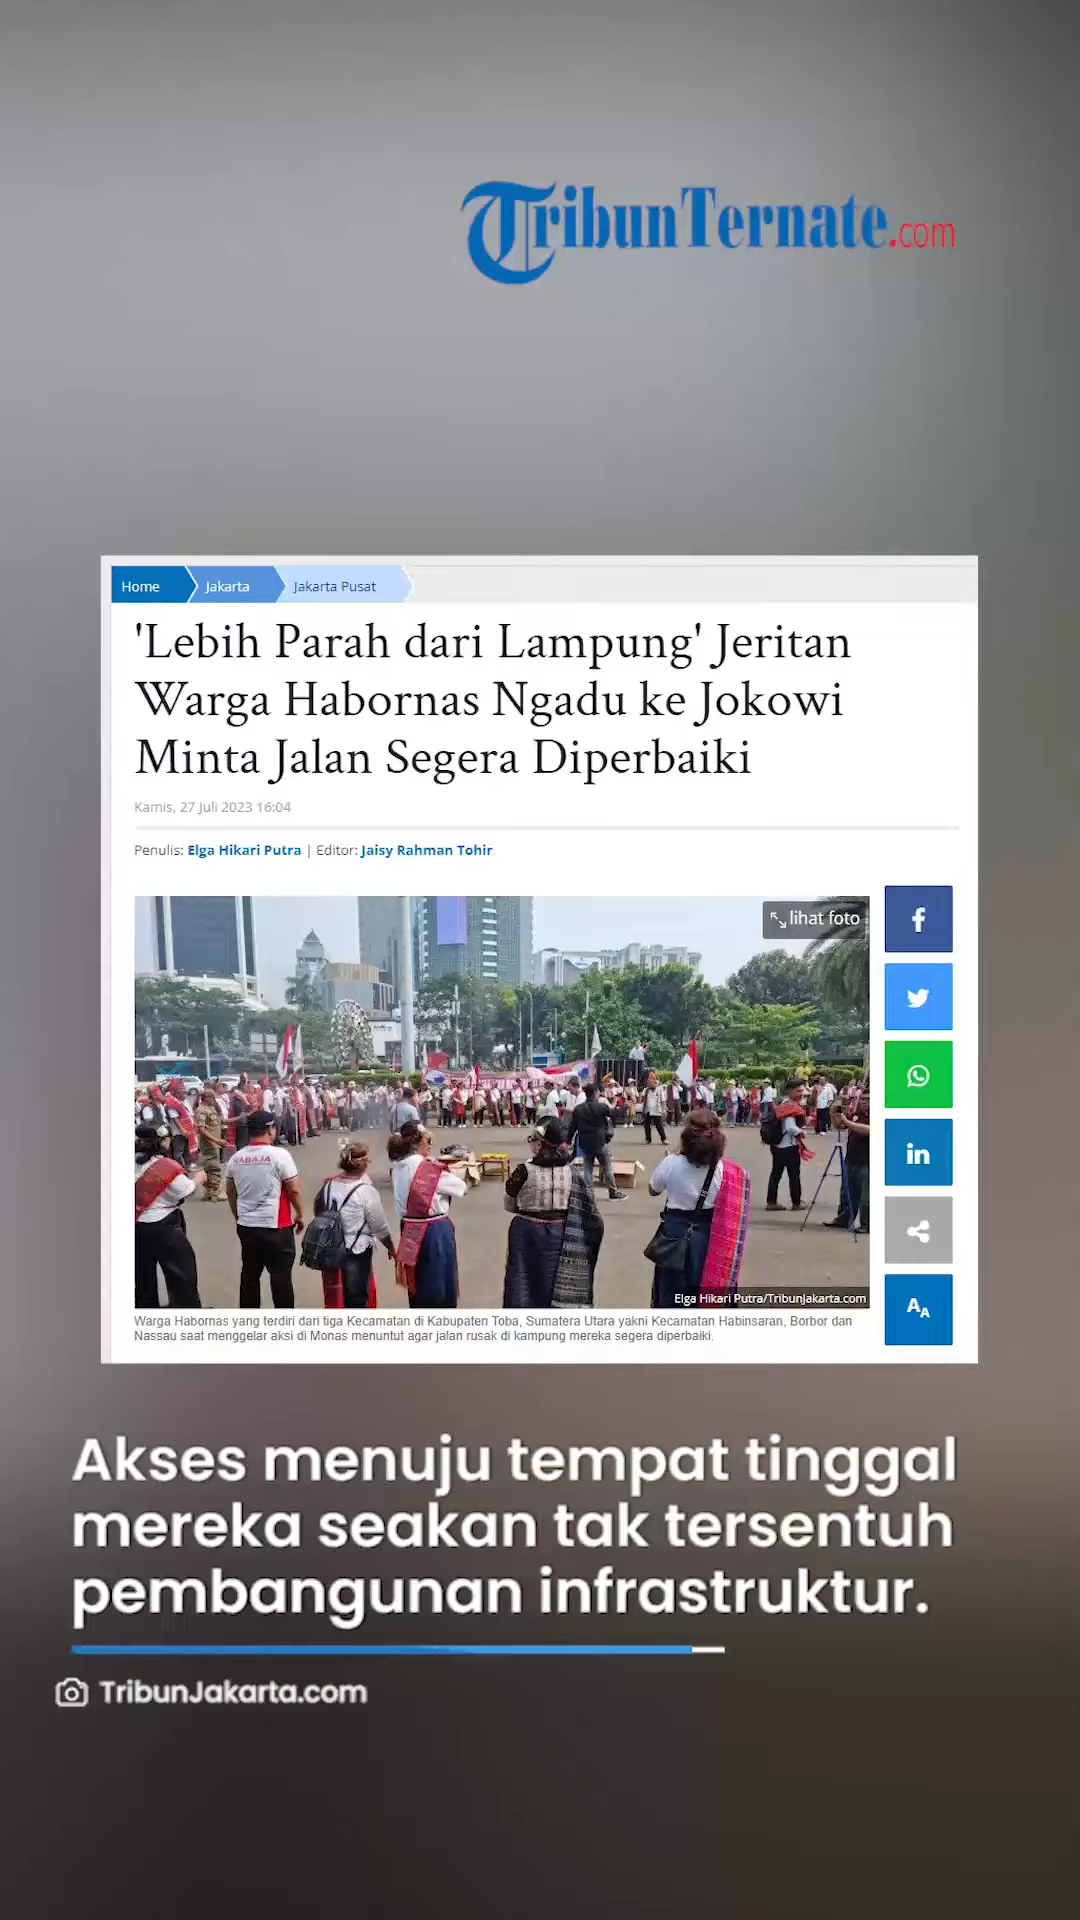 TribunTernate.com
Home
Jakarta
Jakarta Pusat
'Lebih Parah dari Lampung' Jeritan
Warga Habornas Ngadu ke Jokowi
Minta Jalan Segera Diperbaiki
Kamis, 27 Juli 2023 16:04
Penulis: Elga Hikari Putra | Editor: Jaisy Rahman Tohir
lihat foto
KABAJA
Elga Hikari Putra/TribunJakarta.com
Warga Habornas yang terdiri dari tiga Kecamatan di Kabupaten Toba, Sumatera Utara yakni Kecamatan Habinsaran, Borbor dan
Nassau saat menggelar aksi di Monas menuntut agar jalan rusak di kampung mereka segera diperbaiki.
AA
Akses menuju tempat tinggal
mereka seakan tak tersentuh
pembangunan infrastruktur.
TribunJakarta.com